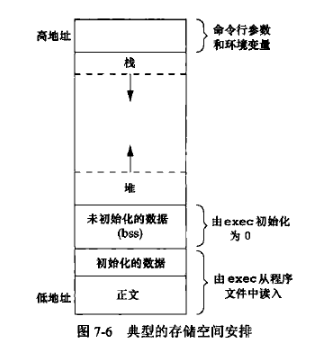 高地址
命令行参数
和环境变量
栈
堆
未初始化的数据
(bss)
由exec初始化
为0
初始化的数据
由exec从程序
文件中读入
低地址
正文
图 7-6 典型的存储空间安排